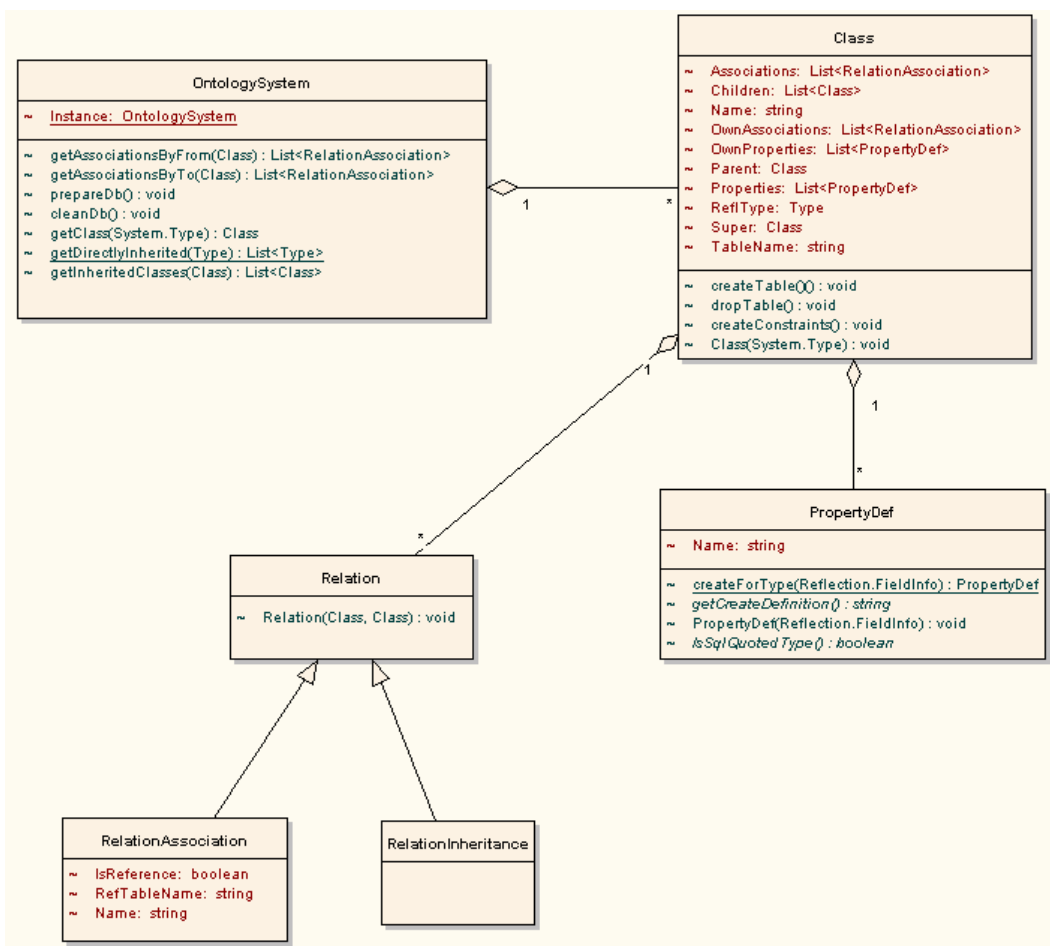 OntologySystem
~ Instance: OntologySystem
~ getAssociationsByFrom(Class) : List<RelationAssociation>
~ getAssociationsByTo(Class) : List<RelationAssociation>
~ prepareDb() : void
~ cleanDb() : void
~ getClass(System.Type) : Class
~ getDirectlyInherited(Type) : List<Type>
~ getInheritedClasses(Class) : List<Class>
Class
~ Associations: List<RelationAssociation>
~ Children: List<Class>
~ Name: string
~ OwnAssociations: List<RelationAssociation>
~ OwnProperties: List<PropertyDef>
~ Parent: Class
~ Properties: List<PropertyDef>
~ ReflType: Type
~ Super: Class
~ TableName: string
~ createTable()() : void
~ dropTable() : void
~ createConstraints() : void
~ Class(System.Type) : void
1
*
1
1
*
*
PropertyDef
~ Name: string
~ createForType(Reflection.FieldInfo) : PropertyDef
~ getCreateDefinition() : string
~ PropertyDef(Reflection.FieldInfo) : void
~ IsSqlQuotedType() : boolean
Relation
~ Relation(Class, Class) : void
RelationAssociation
~ IsReference: boolean
~ RefTableName: string
~ Name: string
RelationInheritance